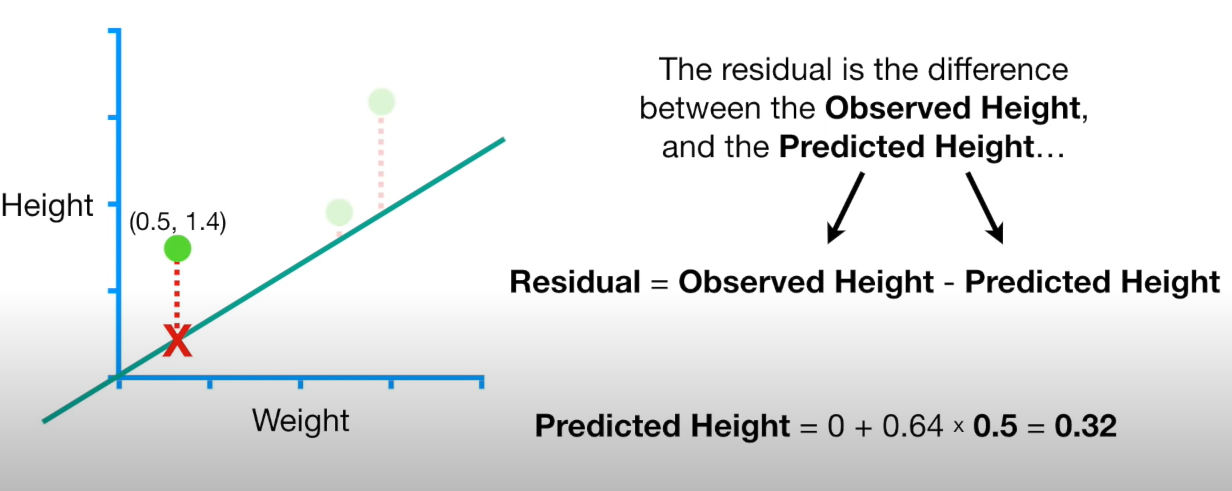 The residual is the difference
between the Observed Height,
and the Predicted Height…
Height
(0.5, 1.4)
X
Residual = Observed Height - Predicted Height
Weight
Predicted Height = 0 + 0.64 × 0.5 = 0.32